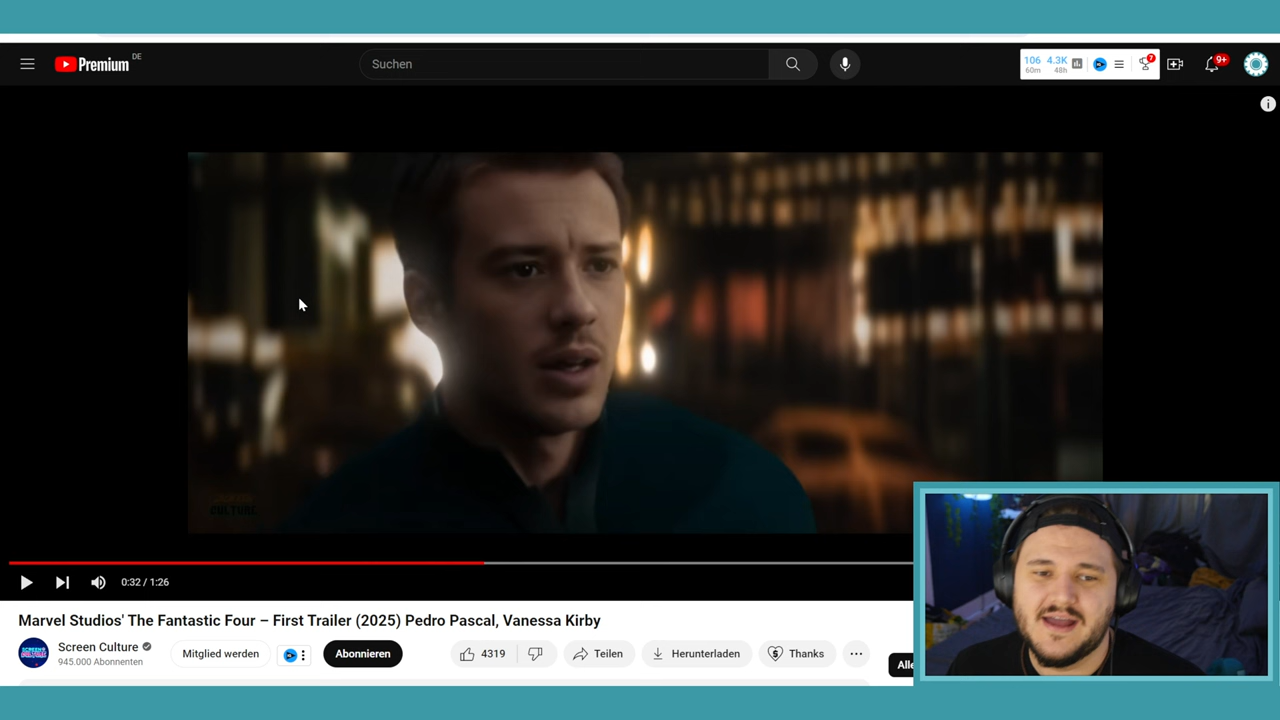 Premium DE
Suchen
106 4.3K
60m 48h
7
9+
CULTURE
0:32 / 1:26
Marvel Studios' The Fantastic Four – First Trailer (2025) Pedro Pascal, Vanessa Kirby
Screen Culture
945.000 Abonnenten
Mitglied werden
Abonnieren
4319
Teilen
Herunterladen
Thanks
Alle